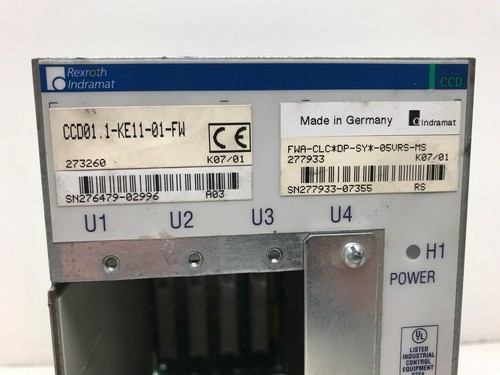 Rexroth
Indramat
CCD
CCD01.1-KE11-01-FW
CE
273260 K07/01
SN276479-02996 A03
Made in Germany Indramat
FWA-CLC*DP-SY*-05VRS-MS
277933 K07/01
SN277933-07355 RS
U1 U2 U3 U4
H1
POWER
UL
LISTED
INDUSTRIAL
CONTROL
EQUIPMENT